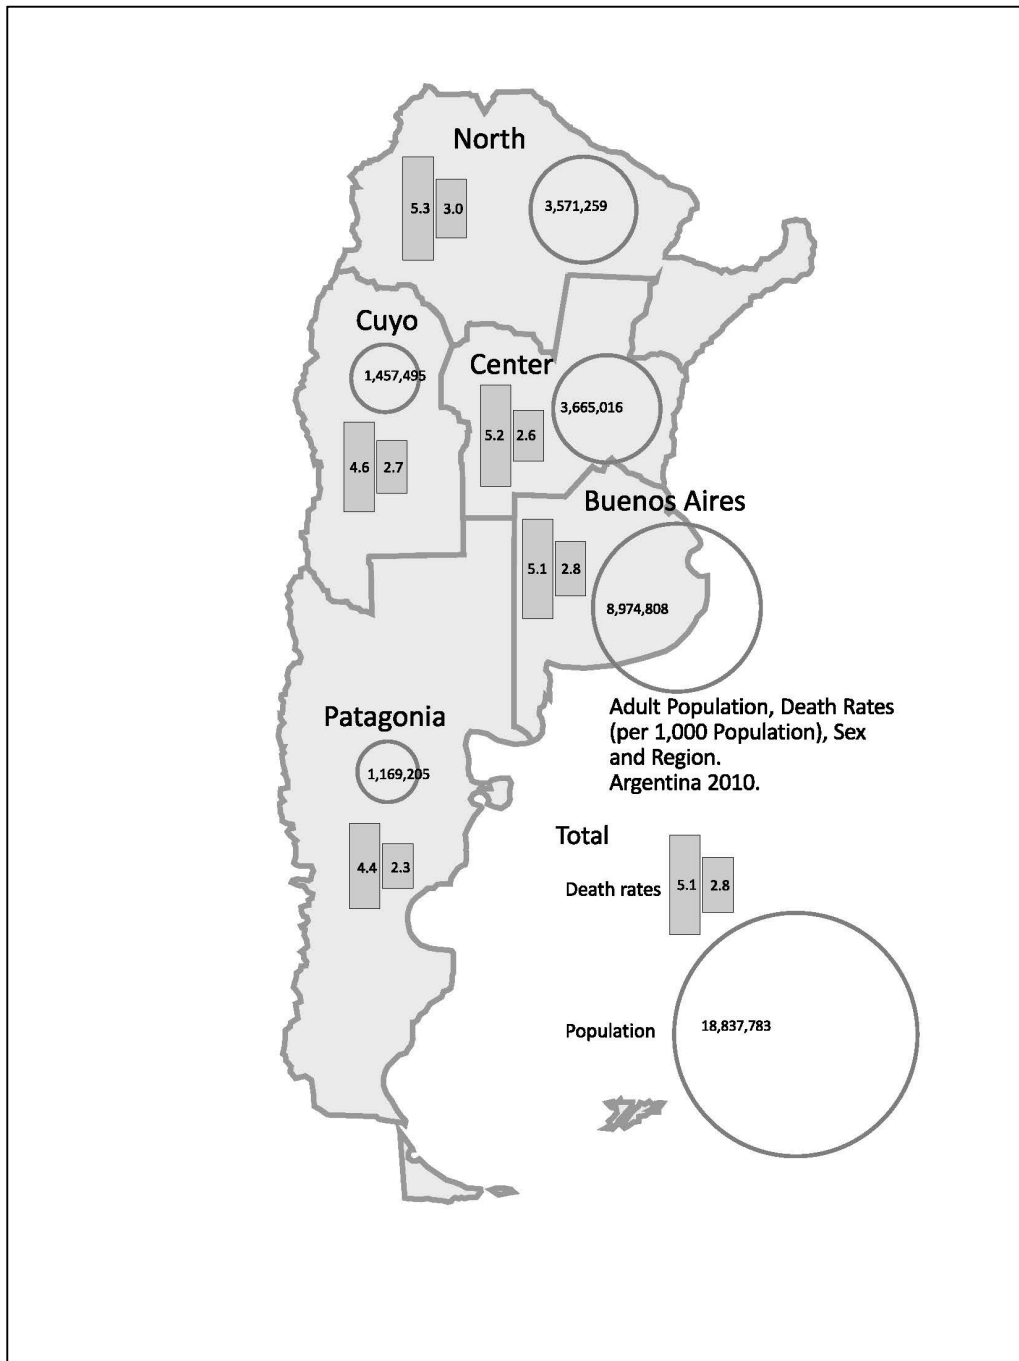 North
5.3 3.0
3,571,259
Cuyo
1,457,495
4.6 2.7
Center
5.2 2.6
3,665,016
Buenos Aires
5.1 2.8
8,974,808
Patagonia
1,169,205
4.4 2.3
Adult Population, Death Rates
(per 1,000 Population), Sex
and Region.
Argentina 2010.
Total
Death rates 5.1 2.8
Population 18,837,783